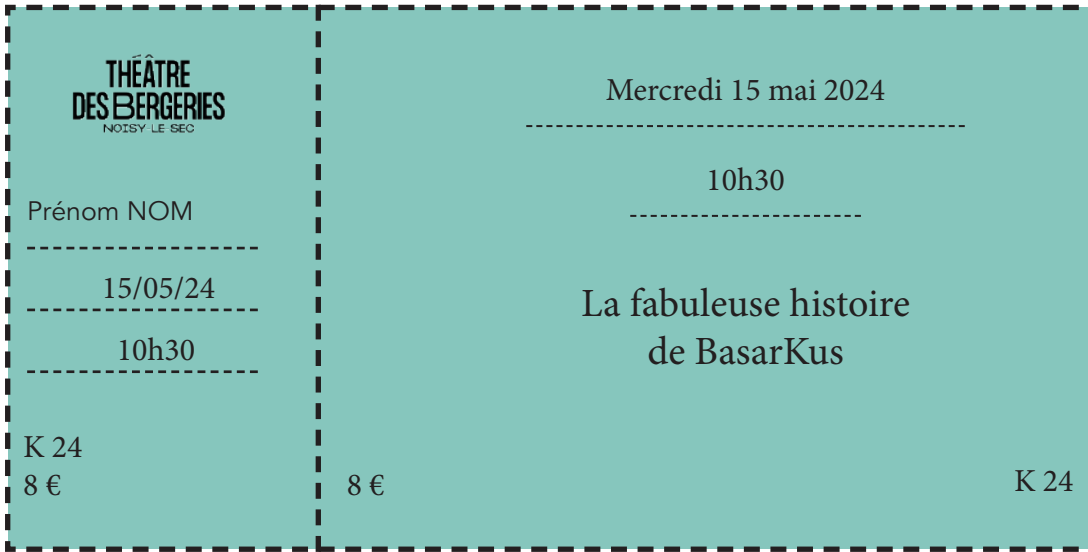 THÉÂTRE
DES BERGERIES
NOISY-LE-SEC
Prénom NOM
15/05/24
10h30
K 24
8 €
Mercredi 15 mai 2024
10h30
La fabuleuse histoire
de BasarKus
8 €
K 24